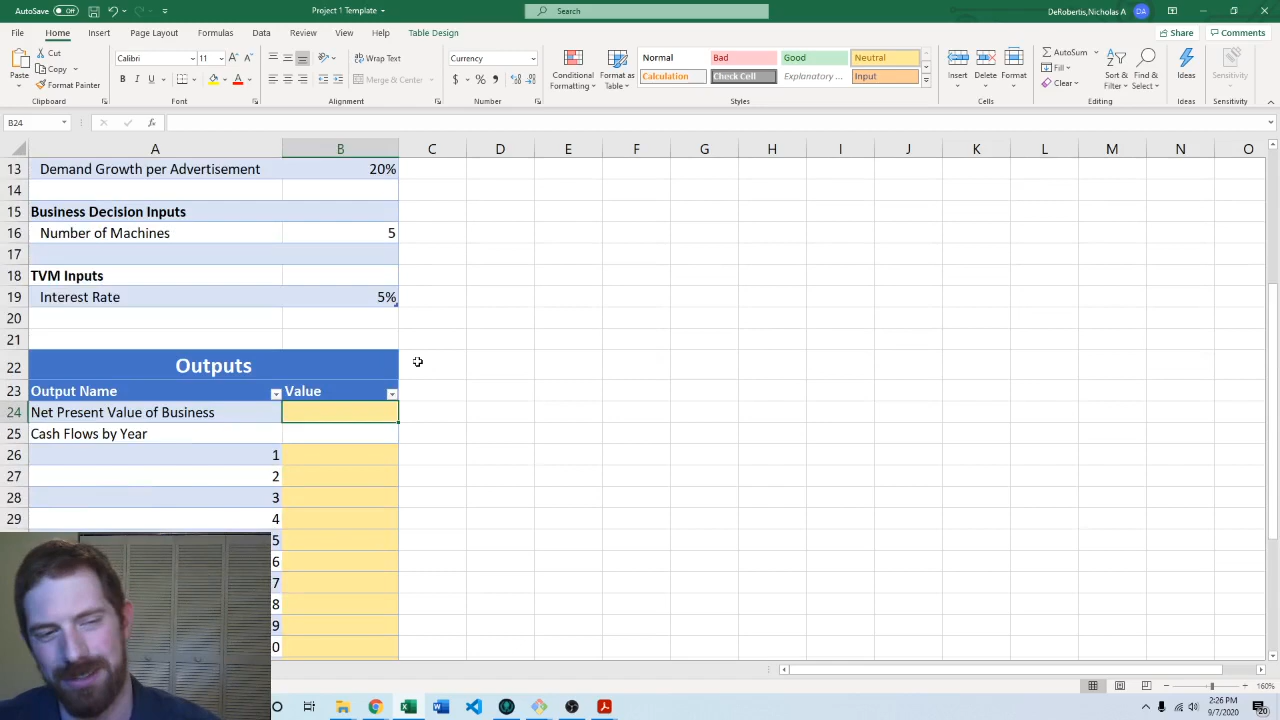 AutoSave Off Project 1 Template Search DeRobertis,Nicholas A DA
File Home Insert Page Layout Formulas Data Review View Help Table Design Share Comments
Paste Cut Copy Format Painter Clipboard
Calibri 11 B I U Font
Wrap Text Merge & Center Alignment
Currency $ % Number
Conditional Formatting Format as Table Normal Bad Good Neutral Calculation Check Cell Explanatory ... Input Styles
Insert Delete Format Cells
AutoSum Fill Clear Sort & Filter Find & Select Editing
Ideas Ideas
Sensitivity Sensitivity
B24 fx
A B C D E F G H I J K L M N O
13 Demand Growth per Advertisement 20%
14
15 Business Decision Inputs
16 Number of Machines 5
17
18 TVM Inputs
19 Interest Rate 5%
20
21
22 Outputs
23 Output Name Value
24 Net Present Value of Business
25 Cash Flows by Year
26 1
27 2
28 3
29 4
5
6
7
8
9
0
160%
2:26 PM
9/7/2020
20